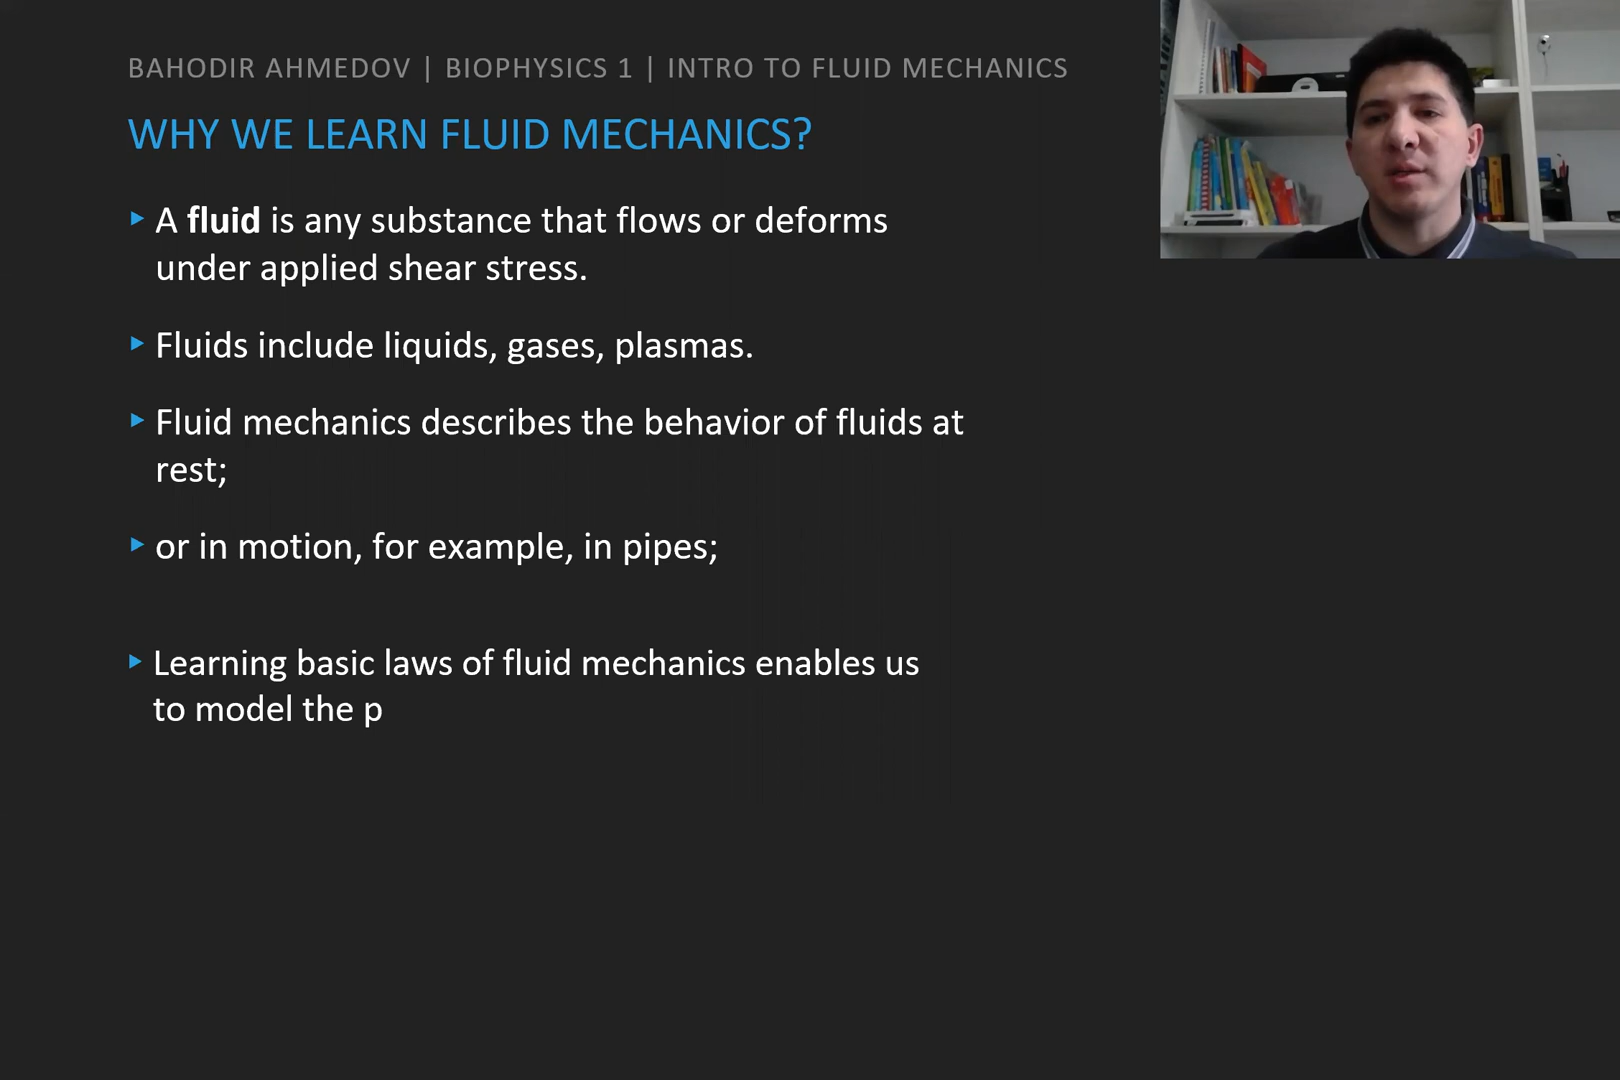 BAHODIR AHMEDOV | BIOPHYSICS 1 | INTRO TO FLUID MECHANICS
WHY WE LEARN FLUID MECHANICS?
A fluid is any substance that flows or deforms
under applied shear stress.
Fluids include liquids, gases, plasmas.
Fluid mechanics describes the behavior of fluids at
rest;
or in motion, for example, in pipes;
Learning basic laws of fluid mechanics enables us
to model the p